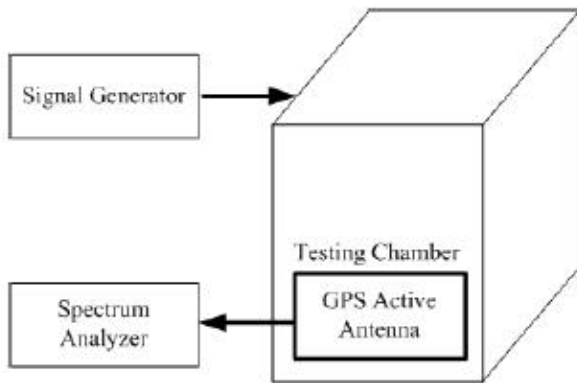 Signal Generator
Testing Chamber
GPS Active
Antenna
Spectrum
Analyzer